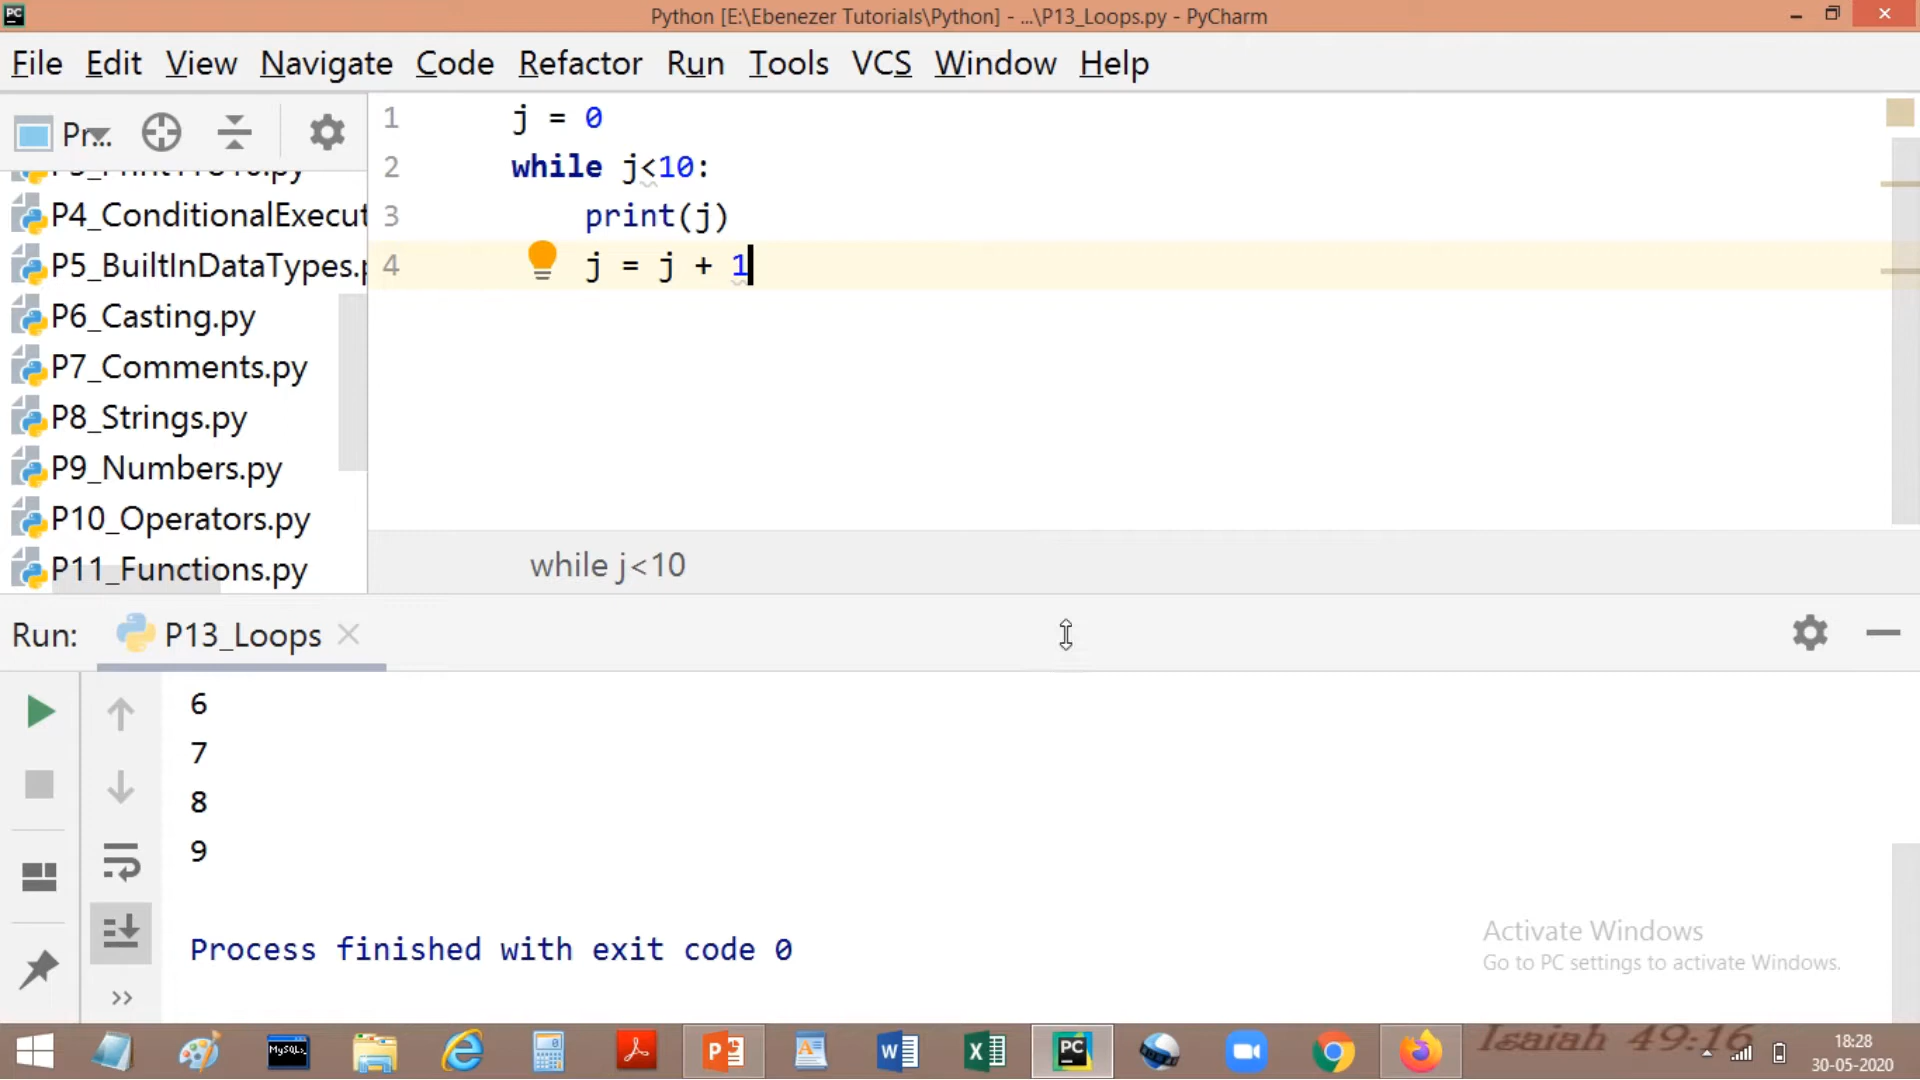 PC
Python [E:\Ebenezer Tutorials\Python] - ...\P13_Loops.py - PyCharm
File Edit View Navigate Code Refactor Run Tools VCS Window Help
Pr...
P4_ConditionalExecut
P5_BuiltInDataTypes.p
P6_Casting.py
P7_Comments.py
P8_Strings.py
P9_Numbers.py
P10_Operators.py
P11_Functions.py
1 j = 0
2 while j<10:
3 print(j)
4 j = j + 1
while j<10
Run: P13_Loops
6
7
8
9
Process finished with exit code 0
Activate Windows
Go to PC settings to activate Windows.
MySQL
Isaiah 49:16
18:28
30-05-2020